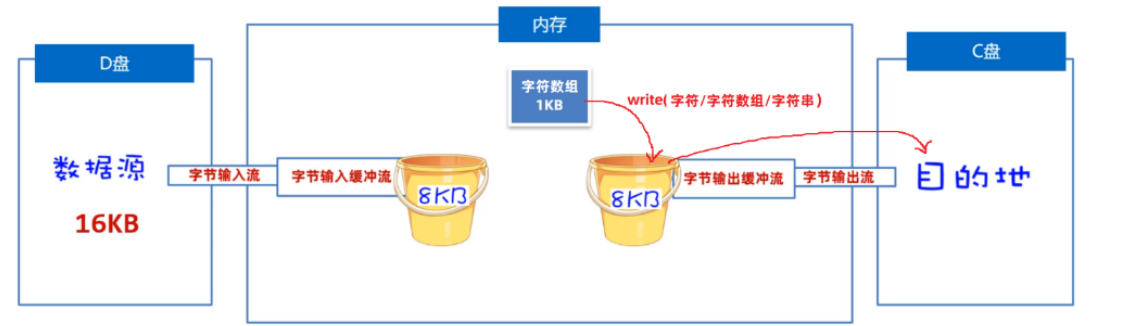 内存
D盘
C盘
字符数组
1KB
write(字符/字符数组/字符串)
数据源
字节输入流
字节输入缓冲流
8KB
8KB
字节输出缓冲流
字节输出流
目的地
16KB